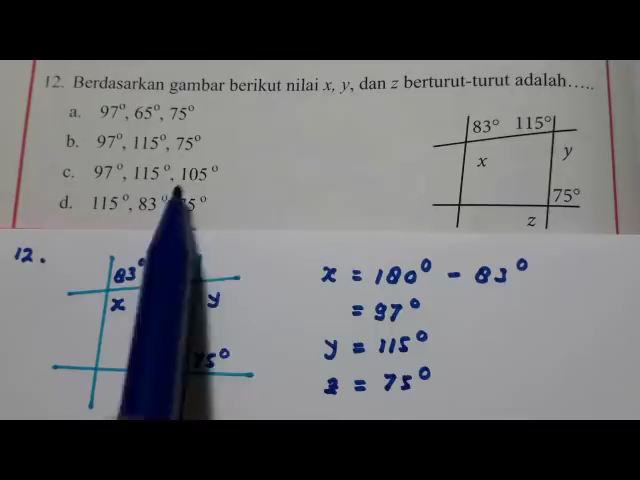 12. Berdasarkan gambar berikut nilai x, y, dan z berturut-turut adalah.....
a. 97°, 65°, 75°
b. 97°, 115°, 75°
c. 97°, 115°, 105°
d. 115°, 83° 75°
83° 115°
x y
75°
z
12.
83°
x y
75°
x = 180° - 83°
= 97°
y = 115°
z = 75°